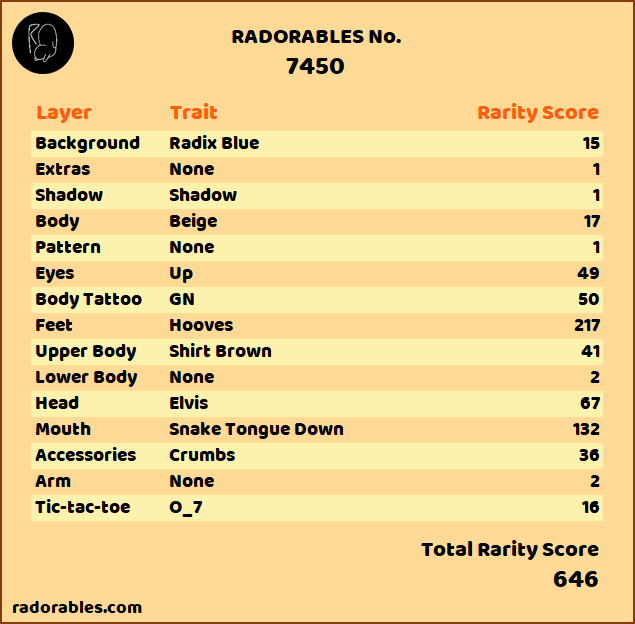 RADORABLES No.
7450
Layer Trait Rarity Score
Background Radix Blue 15
Extras None 1
Shadow Shadow 1
Body Beige 17
Pattern None 1
Eyes Up 49
Body Tattoo GN 50
Feet Hooves 217
Upper Body Shirt Brown 41
Lower Body None 2
Head Elvis 67
Mouth Snake Tongue Down 132
Accessories Crumbs 36
Arm None 2
Tic-tac-toe O_7 16
Total Rarity Score
646
radorables.com